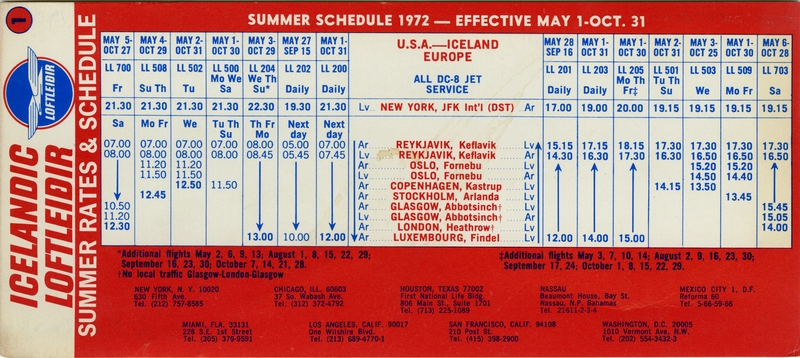 1
ICELANDIC
LOFTLEIDIR
LOFTLEIDIR
SUMMER RATES & SCHEDULE
SUMMER SCHEDULE 1972 — EFFECTIVE MAY 1-OCT. 31
MAY 5- OCT 27 MAY 4- OCT 29 MAY 2- OCT 31 MAY 1- OCT 30 MAY 3- OCT 29 MAY 27 SEP 15 MAY 1- OCT 31 U.S.A.—ICELAND EUROPE MAY 28 SEP 16 MAY 1- OCT 31 MAY 1- OCT 30 MAY 2- OCT 31 MAY 3- OCT 25 MAY 1- OCT 30 MAY 6- OCT 28
LL 700 Fr LL 508 Su Th LL 502 Tu LL 500 Mo We Sa LL 204 We Th Su* LL 202 Daily LL 200 Daily ALL DC-8 JET SERVICE LL 201 Daily LL 203 Daily LL 205 Mo Th Fr‡ LL 501 Tu Th Su LL 503 We LL 509 Mo Fr LL 703 Sa
21.30 21.30 21.30 21.30 22.30 19.30 21.30 Lv NEW YORK, JFK Int'l (DST) Ar 17.00 19.00 20.00 19.15 19.15 19.15 19.15
Sa Mo Fr We Tu Th Su Th Fr Mo Next day Next day
07.00 07.00 07.00 07.00 08.00 05.00 07.00 Ar REYKJAVIK, Keflavik Lv 15.15 17.15 18.15 17.30 17.30 17.30 17.30
08.00 08.00 08.00 08.00 08.45 05.45 07.45 Lv REYKJAVIK, Keflavik Ar 14.30 16.30 17.30 16.30 16.50 16.50 16.50
11.20 11.20 Ar OSLO, Fornebu Lv 15.20 15.20
11.50 11.50 Lv OSLO, Fornebu Ar 14.50 14.40
12.50 11.50 Ar COPENHAGEN, Kastrup Lv 14.15 13.50
12.45 Ar STOCKHOLM, Arlanda Lv 13.45
10.50 Ar GLASGOW, Abbotsinch† Lv 15.45
11.20 Lv GLASGOW, Abbotsinch† Ar 15.05
12.30 Ar LONDON, Heathrow† Lv 14.00
13.00 10.00 12.00 Ar LUXEMBOURG, Findel Lv 12.00 14.00 15.00
*Additional flights May 2, 6, 9, 13; August 1, 8, 15, 22, 29;
September 16, 23, 30; October 7, 14, 21, 28.
†No local traffic Glasgow-London-Glasgow
‡Additional flights May 3, 7, 10, 14; August 2, 9, 16, 23, 30;
September 17, 24; October 1, 8, 15, 22, 29.
NEW YORK, N. Y. 10020
630 Fifth Ave.
Tel. (212) 757-8585
CHICAGO, ILL. 60603
37 So. Wabash Ave.
Tel. (312) 372-4792
HOUSTON, TEXAS 77002
First National Life Bldg.
806 Main St., Suite 1701
Tel. (713) 225-1089
NASSAU
Beaumont House, Bay St.
Nassau, N.P. Bahamas
Tel. 21611-2-3-4
MEXICO CITY 1, D.F.
Reforma 60
Tel. 5-66-59-66
MIAMI, FLA. 33131
228 S.E. 1st Street
Tel: (305) 379-9591
LOS ANGELES, CALIF. 90017
One Wilshire Blvd.
Tel. (213) 689-4770-1
SAN FRANCISCO, CALIF. 94108
210 Post St.
Tel. (415) 398-2900
WASHINGTON, D.C. 20005
1010 Vermont Ave. N.W.
Tel. (202) 554-3432-3